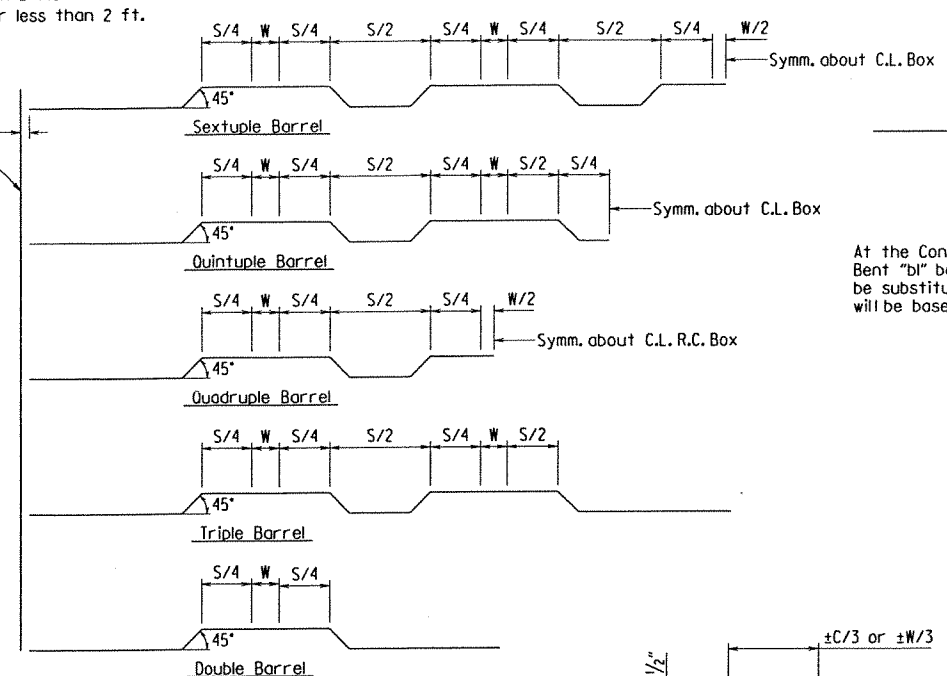 r less than 2 ft.
S/4 W S/4 S/2 S/4 W S/4 S/2 S/4 W/2
Symm. about C.L. Box
45°
Sextuple Barrel
S/4 W S/4 S/2 S/4 W S/2 S/4
Symm. about C.L. Box
45°
Quintuple Barrel
At the Con
Bent "bl" b
be substitu
will be base
S/4 W S/4 S/2 S/4 W/2
Symm. about C.L. R.C. Box
45°
Quadruple Barrel
S/4 W S/4 S/2 S/4 W S/2
45°
Triple Barrel
S/4 W S/4
45°
Double Barrel
1/2"
±C/3 or ±W/3